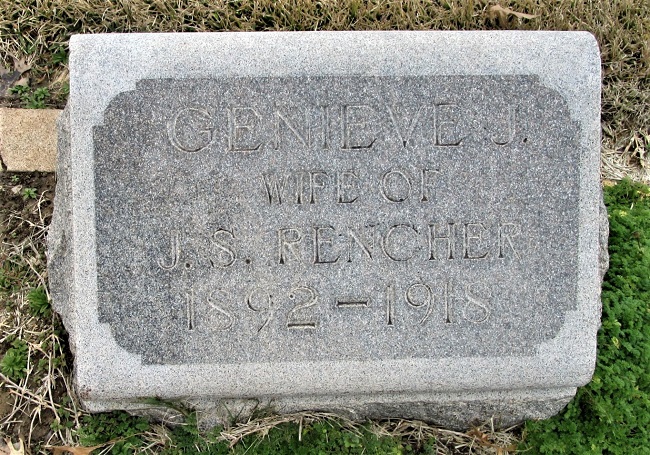 GENIEVE J.
WIFE OF
J. S. RENCHER
1892-1918